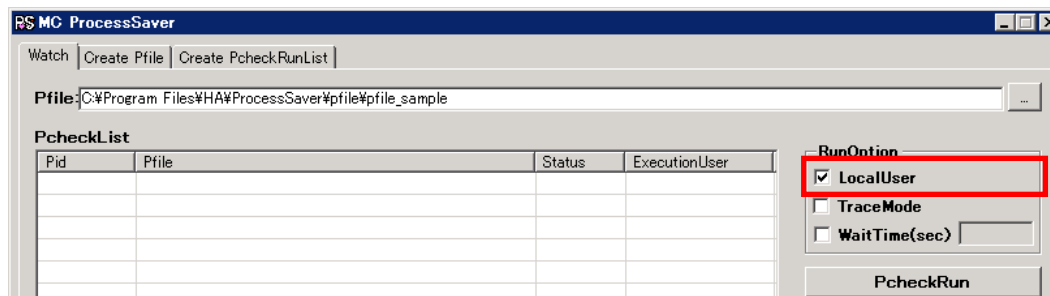 MC ProcessSaver
Watch Create Pfile Create PcheckRunList
Pfile: C:¥Program Files¥HA¥ProcessSaver¥pfile¥pfile_sample ...
PcheckList
Pid Pfile Status ExecutionUser
RunOption
LocalUser
TraceMode
WaitTime(sec)
PcheckRun